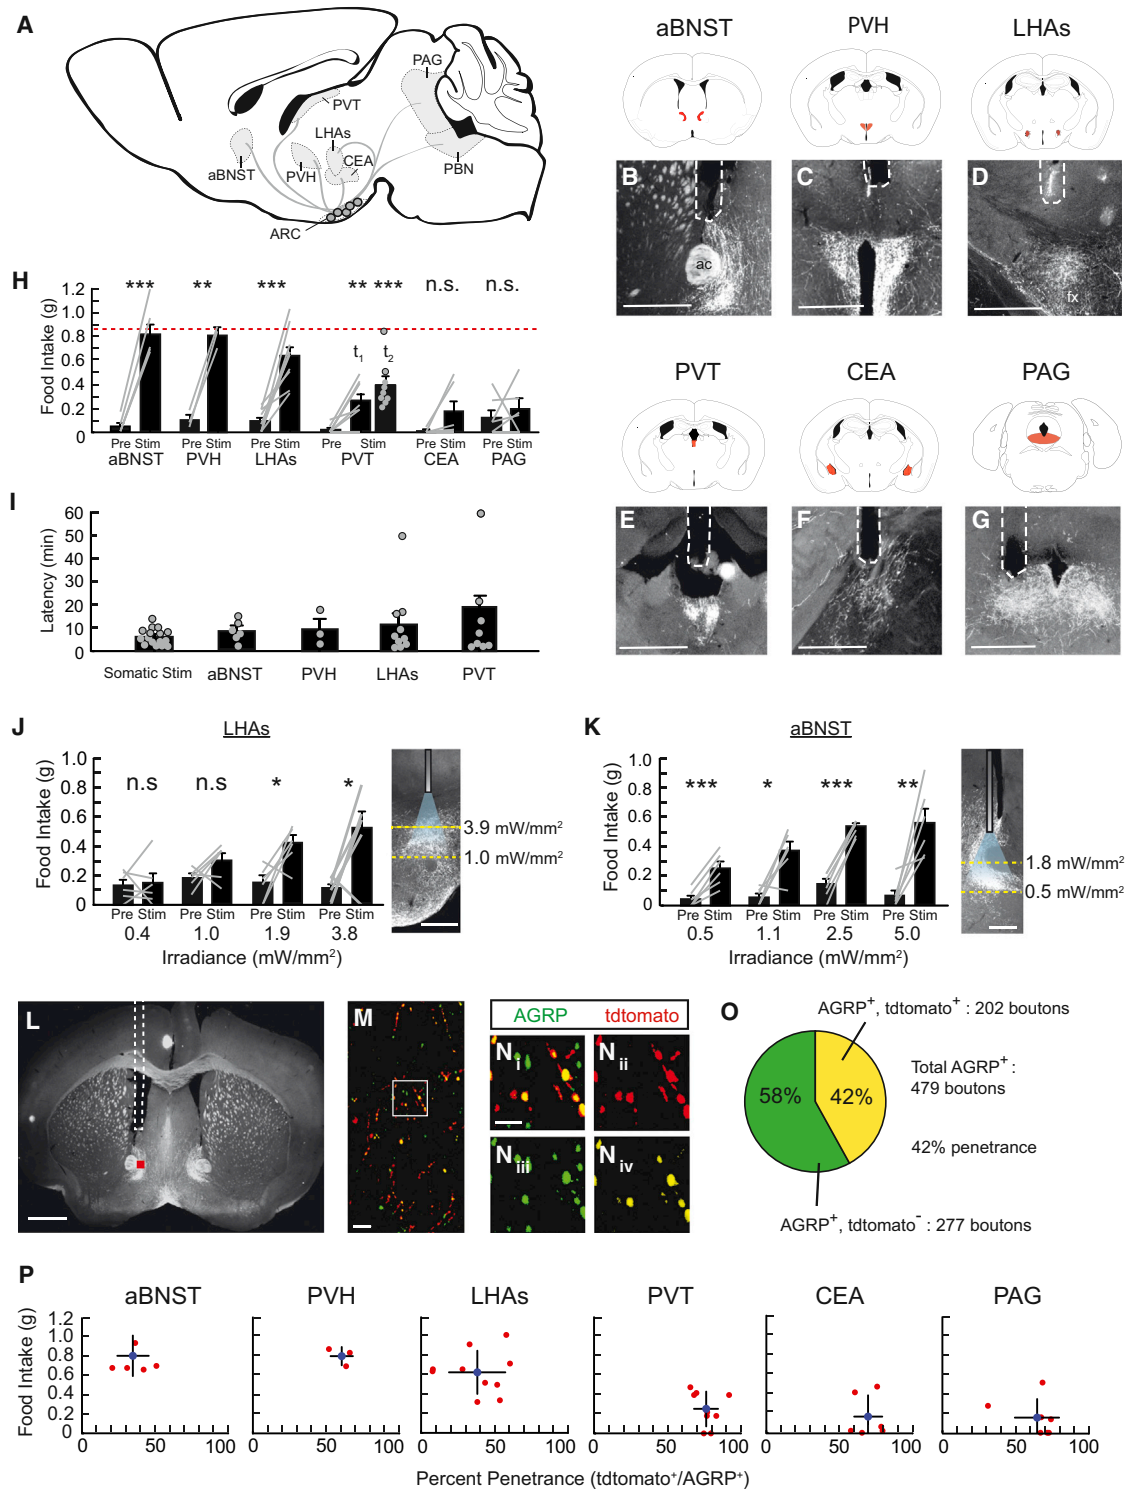 A
PAG
PVT
LHAs
CEA
aBNST
PVH
PBN
ARC
aBNST
PVH
LHAs
B
C
D
ac
fx
PVT
CEA
PAG
E
F
G
H
Food Intake (g)
1.2
1.0
0.8
0.6
0.4
0.2
0
*** ** *** ** *** n.s. n.s.
t1 t2
Pre Stim Pre Stim Pre Stim Pre Stim Pre Stim Pre Stim
aBNST PVH LHAs PVT CEA PAG
I
Latency (min)
60
50
40
30
20
10
0
Somatic Stim aBNST PVH LHAs PVT
J
LHAs
Food Intake (g)
1.0
0.8
0.6
0.4
0.2
0
n.s n.s * *
Pre Stim Pre Stim Pre Stim Pre Stim
0.4 1.0 1.9 3.8
Irradiance (mW/mm²)
3.9 mW/mm²
1.0 mW/mm²
K
aBNST
Food Intake (g)
1.0
0.8
0.6
0.4
0.2
0
*** * *** **
Pre Stim Pre Stim Pre Stim Pre Stim
0.5 1.1 2.5 5.0
Irradiance (mW/mm²)
1.8 mW/mm²
0.5 mW/mm²
L
M
AGRP tdtomato
N i
N ii
N iii
N iv
O
AGRP⁺, tdtomato⁺ : 202 boutons
58% 42%
Total AGRP⁺ :
479 boutons
42% penetrance
AGRP⁺, tdtomato⁻ : 277 boutons
P
aBNST PVH LHAs PVT CEA PAG
Food Intake (g)
1.2
1.0
0.8
0.6
0.4
0.2
0
0 50 100 0 50 100 0 50 100 0 50 100 0 50 100 0 50 100
Percent Penetrance (tdtomato⁺/AGRP⁺)